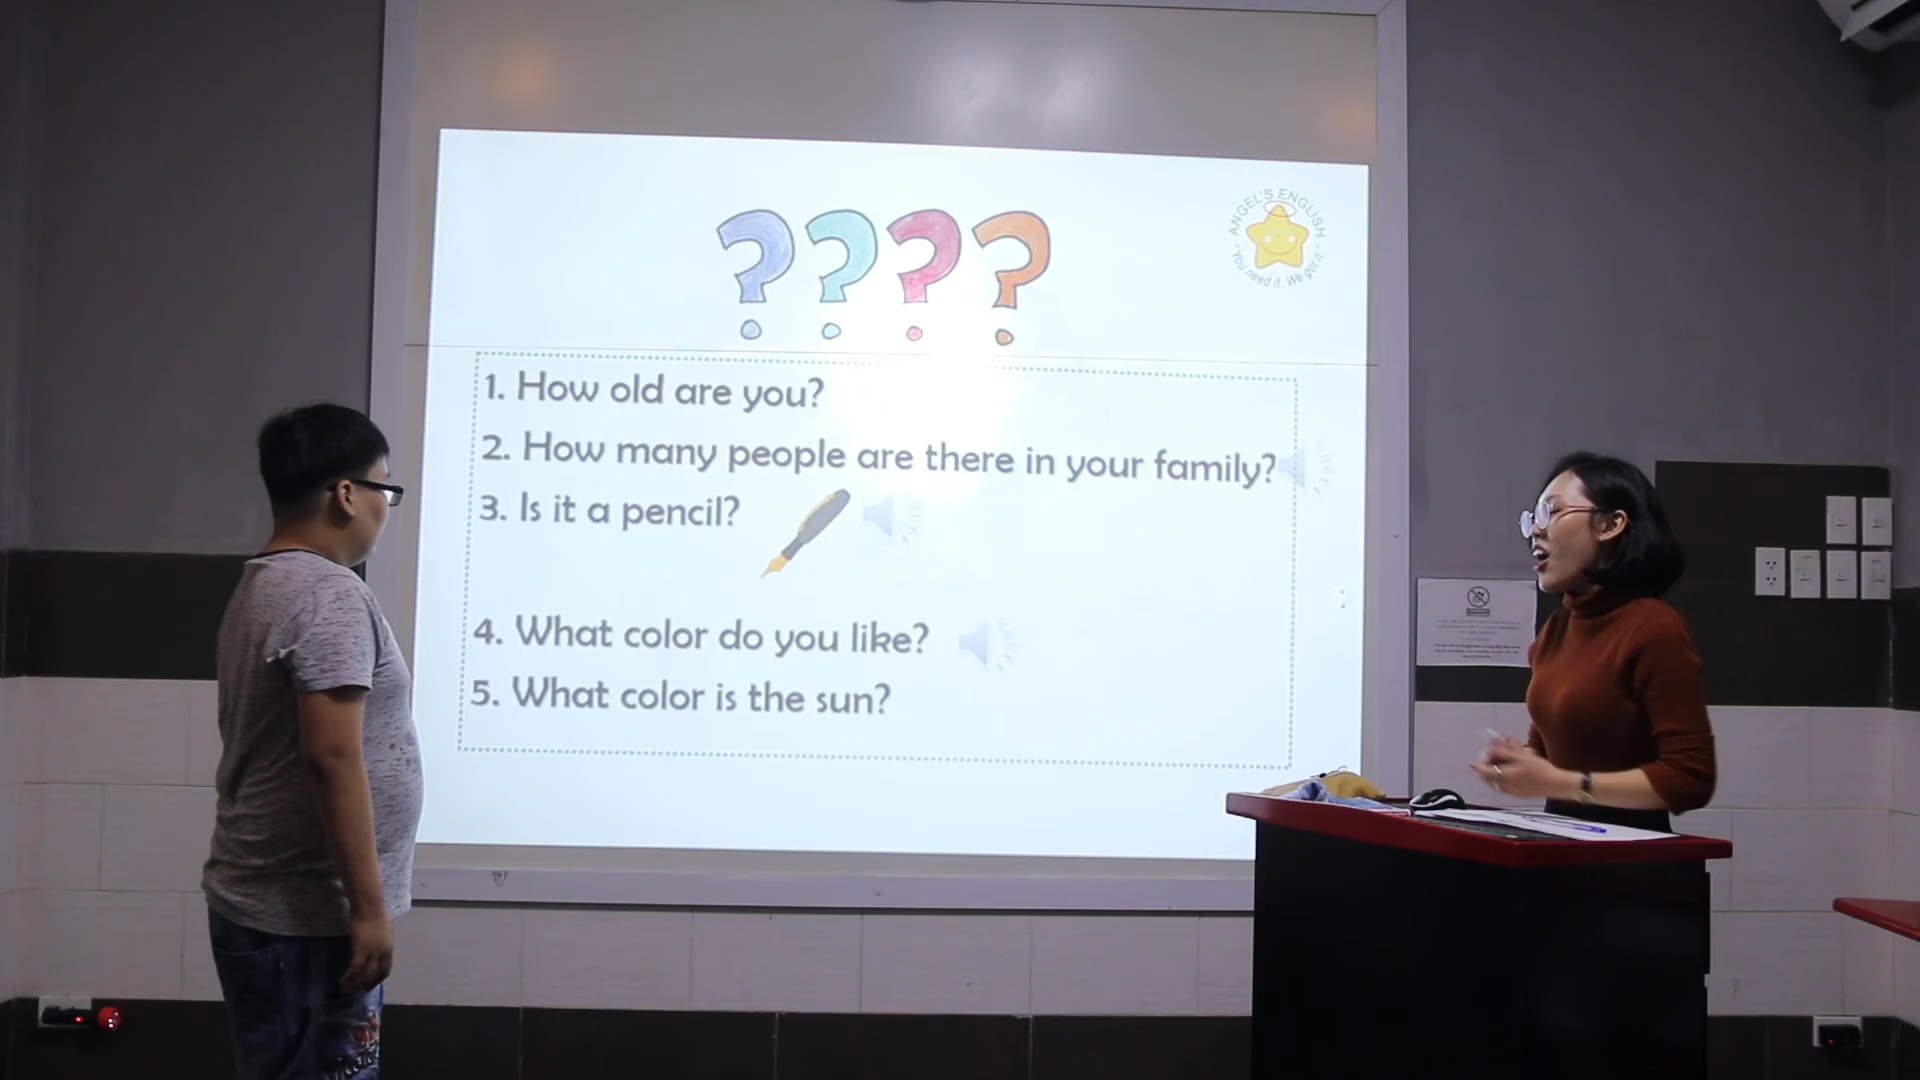 ANGEL'S ENGLISH
You need it. We got it.
1. How old are you?
2. How many people are there in your family?
3. Is it a pencil?
4. What color do you like?
5. What color is the sun?